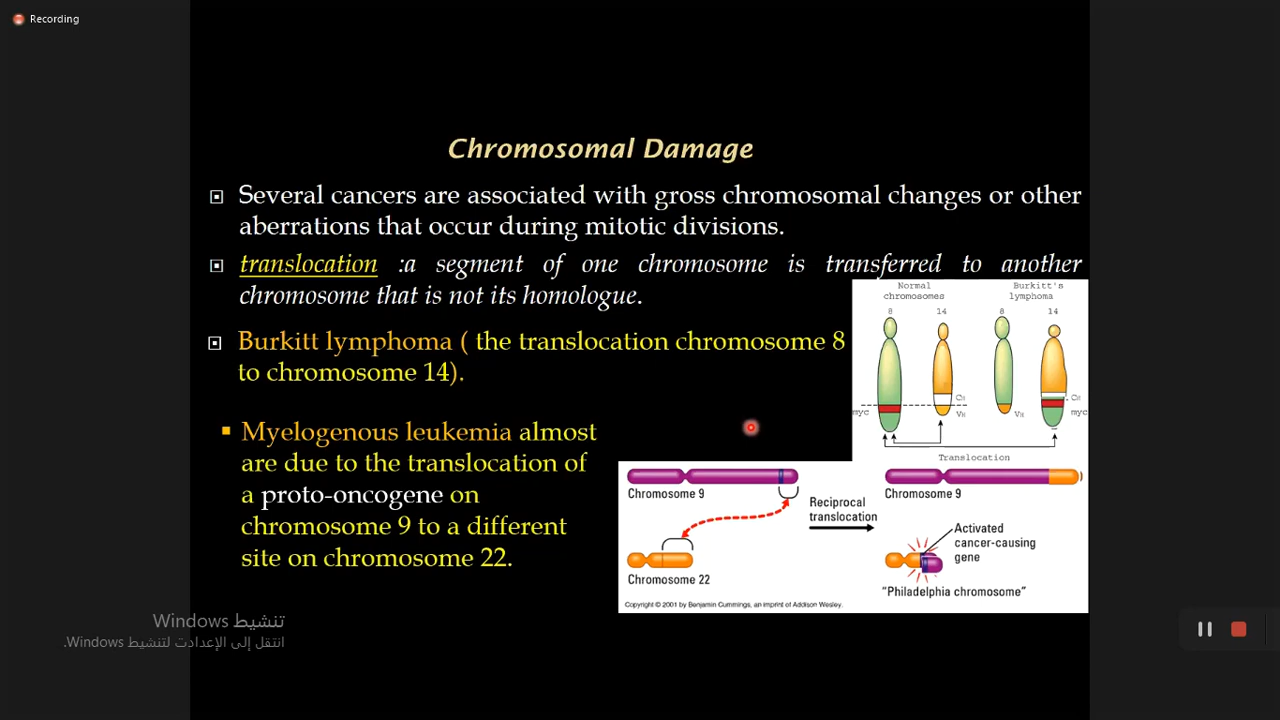 Recording
Chromosomal Damage
Several cancers are associated with gross chromosomal changes or other
aberrations that occur during mitotic divisions.
translocation :a segment of one chromosome is transferred to another
chromosome that is not its homologue.
Burkitt lymphoma ( the translocation chromosome 8
to chromosome 14).
Myelogenous leukemia almost
are due to the translocation of
a proto-oncogene on
chromosome 9 to a different
site on chromosome 22.
Normal
chromosomes
Burkitt's
lymphoma
8
14
8
14
CH
VH
myc
VH
CH
myc
Translocation
Chromosome 9
Reciprocal
translocation
Chromosome 9
Chromosome 22
Activated
cancer-causing
gene
"Philadelphia chromosome"
Copyright © 2001 by Benjamin Cummings, an imprint of Addison Wesley.
تنشيط Windows
انتقل إلى الإعدادات لتنشيط Windows.